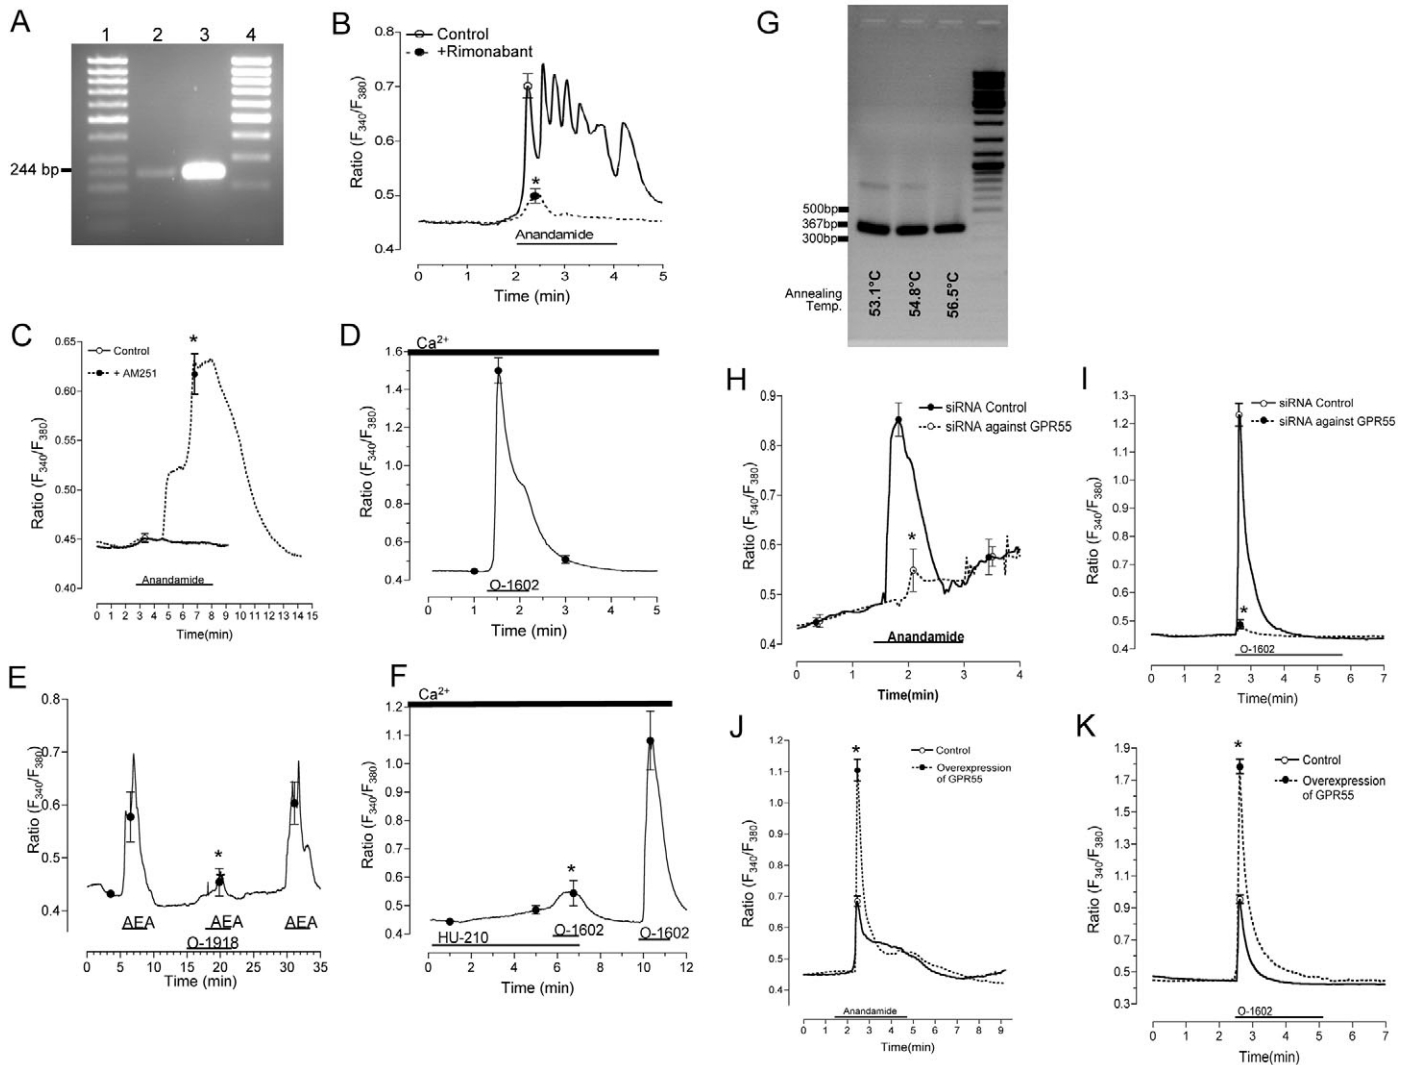 A
1 2 3 4
244 bp
B
Control
+Rimonabant
0.8
0.7
0.6
0.5
0.4
Ratio (F340/F380)
*
Anandamide
0 1 2 3 4 5
Time (min)
G
500bp
367bp
300bp
Annealing
Temp.
53.1°C
54.8°C
56.5°C
C
Control
+ AM251
0.65
0.60
0.55
0.50
0.45
0.40
Ratio (F340/F380)
*
Anandamide
0 1 2 3 4 5 6 7 8 9 10 11 12 13 14 15
Time(min)
D
Ca2+
1.6
1.4
1.2
1.0
0.8
0.6
0.4
Ratio (F340/F380)
O-1602
0 1 2 3 4 5
Time (min)
H
siRNA Control
siRNA against GPR55
0.9
0.8
0.7
0.6
0.5
0.4
Ratio (F340/F380)
*
Anandamide
0 1 2 3 4
Time(min)
I
siRNA Control
siRNA against GPR55
1.3
1.2
1.1
1.0
0.9
0.8
0.7
0.6
0.5
0.4
Ratio (F340/F380)
*
O-1602
0 1 2 3 4 5 6 7
Time(min)
E
0.8
0.7
0.6
0.5
0.4
Ratio (F340/F380)
*
AEA AEA AEA
O-1918
0 5 10 15 20 25 30 35
Time (min)
F
Ca2+
1.2
1.1
1.0
0.9
0.8
0.7
0.6
0.5
0.4
Ratio (F340/F380)
*
O-1602 O-1602
HU-210
0 2 4 6 8 10 12
Time (min)
J
Control
Overexpression
of GPR55
1.2
1.1
1.0
0.9
0.8
0.7
0.6
0.5
0.4
Ratio (F340/F380)
*
Anandamide
0 1 2 3 4 5 6 7 8 9
Time(min)
K
Control
Overexpression
of GPR55
1.9
1.7
1.5
1.3
1.1
0.9
0.7
0.5
0.3
Ratio (F340/F380)
*
O-1602
0 1 2 3 4 5 6 7
Time(min)